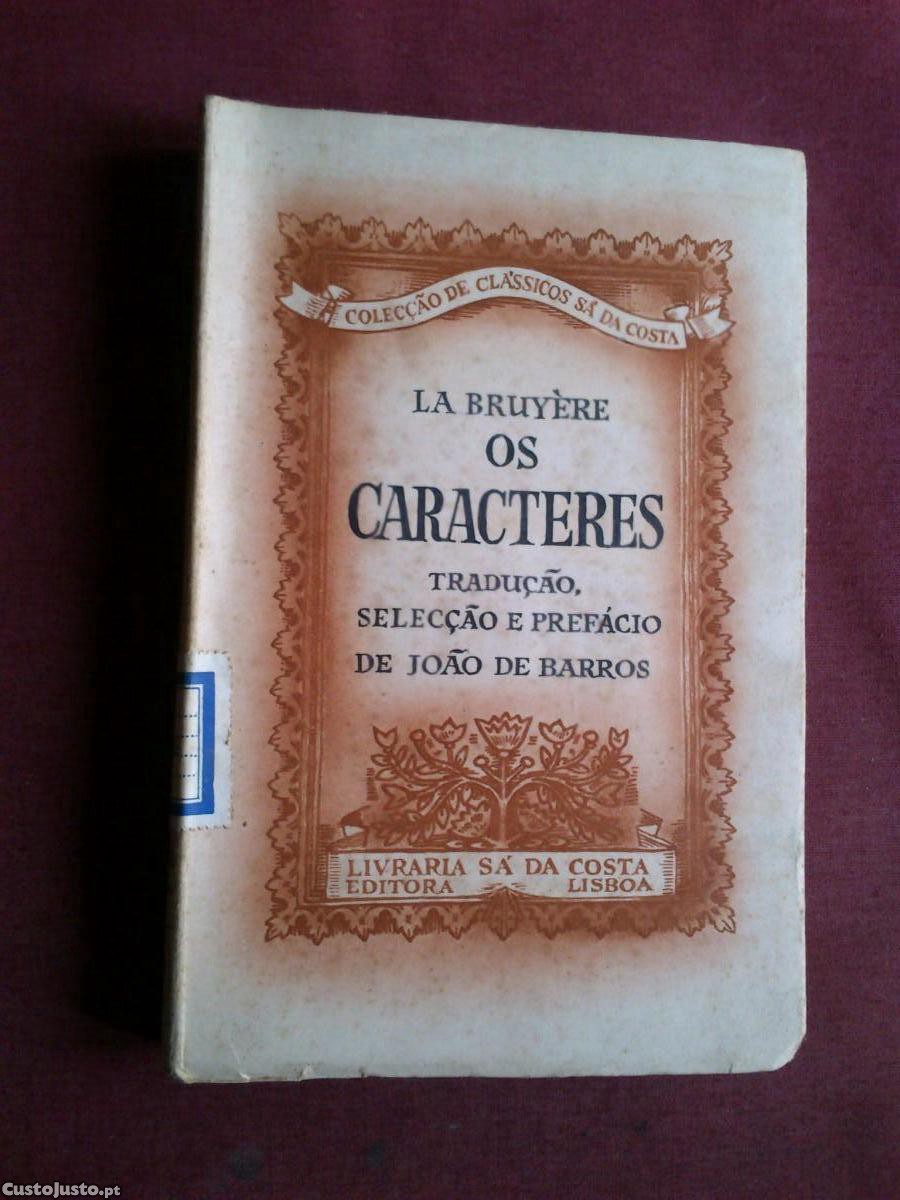 COLECÇÃO DE CLÁSSICOS SÁ DA COSTA
LA BRUYÈRE
OS
CARACTERES
TRADUÇÃO,
SELECÇÃO E PREFÁCIO
DE JOÃO DE BARROS
LIVRARIA SÁ DA COSTA
EDITORA LISBOA
CustoJusto.pt